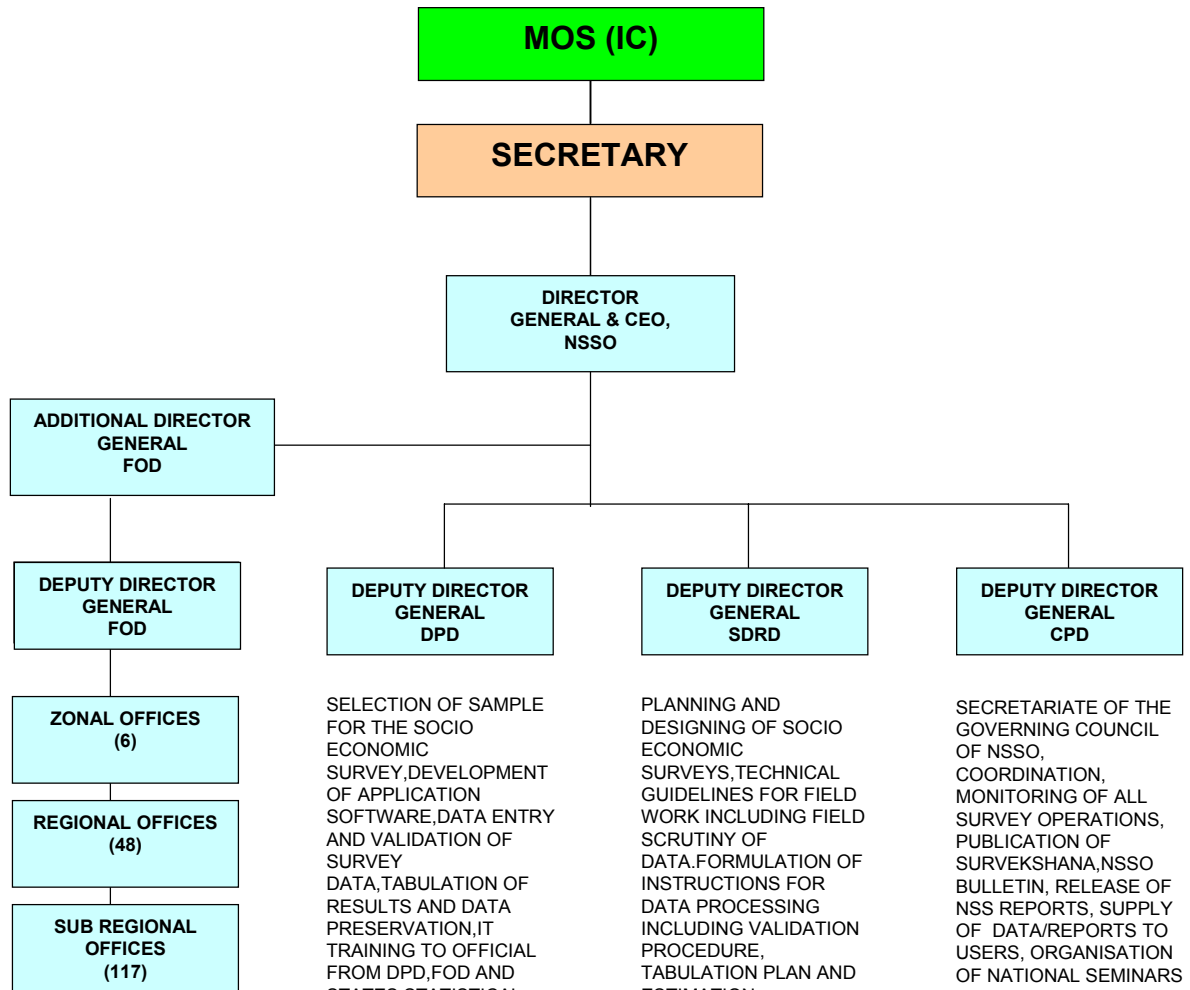 MOS (IC)
SECRETARY
DIRECTOR
GENERAL & CEO,
NSSO
ADDITIONAL DIRECTOR
GENERAL
FOD
DEPUTY DIRECTOR
GENERAL
FOD
ZONAL OFFICES
(6)
REGIONAL OFFICES
(48)
SUB REGIONAL
OFFICES
(117)
DEPUTY DIRECTOR
GENERAL
DPD
SELECTION OF SAMPLE
FOR THE SOCIO
ECONOMIC
SURVEY,DEVELOPMENT
OF APPLICATION
SOFTWARE,DATA ENTRY
AND VALIDATION OF
SURVEY
DATA,TABULATION OF
RESULTS AND DATA
PRESERVATION,IT
TRAINING TO OFFICIAL
FROM DPD,FOD AND
DEPUTY DIRECTOR
GENERAL
SDRD
PLANNING AND
DESIGNING OF SOCIO
ECONOMIC
SURVEYS,TECHNICAL
GUIDELINES FOR FIELD
WORK INCLUDING FIELD
SCRUTINY OF
DATA.FORMULATION OF
INSTRUCTIONS FOR
DATA PROCESSING
INCLUDING VALIDATION
PROCEDURE,
TABULATION PLAN AND
DEPUTY DIRECTOR
GENERAL
CPD
SECRETARIATE OF THE
GOVERNING COUNCIL
OF NSSO,
COORDINATION,
MONITORING OF ALL
SURVEY OPERATIONS,
PUBLICATION OF
SURVEKSHANA,NSSO
BULLETIN, RELEASE OF
NSS REPORTS, SUPPLY
OF DATA/REPORTS TO
USERS, ORGANISATION
OF NATIONAL SEMINARS